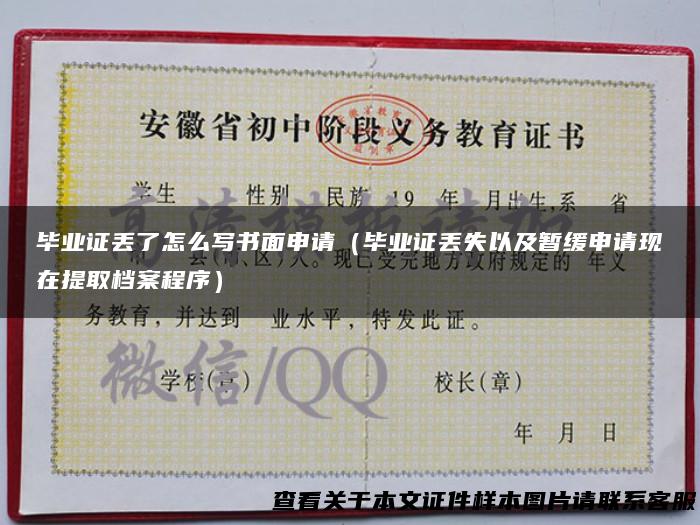 安徽省初中阶段义务教育证书
学生 性别 民族 19 年 月出生,系 省
毕业证丢了怎么写书面申请（毕业证丢失以及暂缓申请现
在提取档案程序）
县(市、区)人。现已受完地方政府规定的 年义
务教育，并达到 业水平，特发此证。
微信/QQ
学校(章) 校长(章)
年 月 日
查看关于本文证件样本图片请联系客服